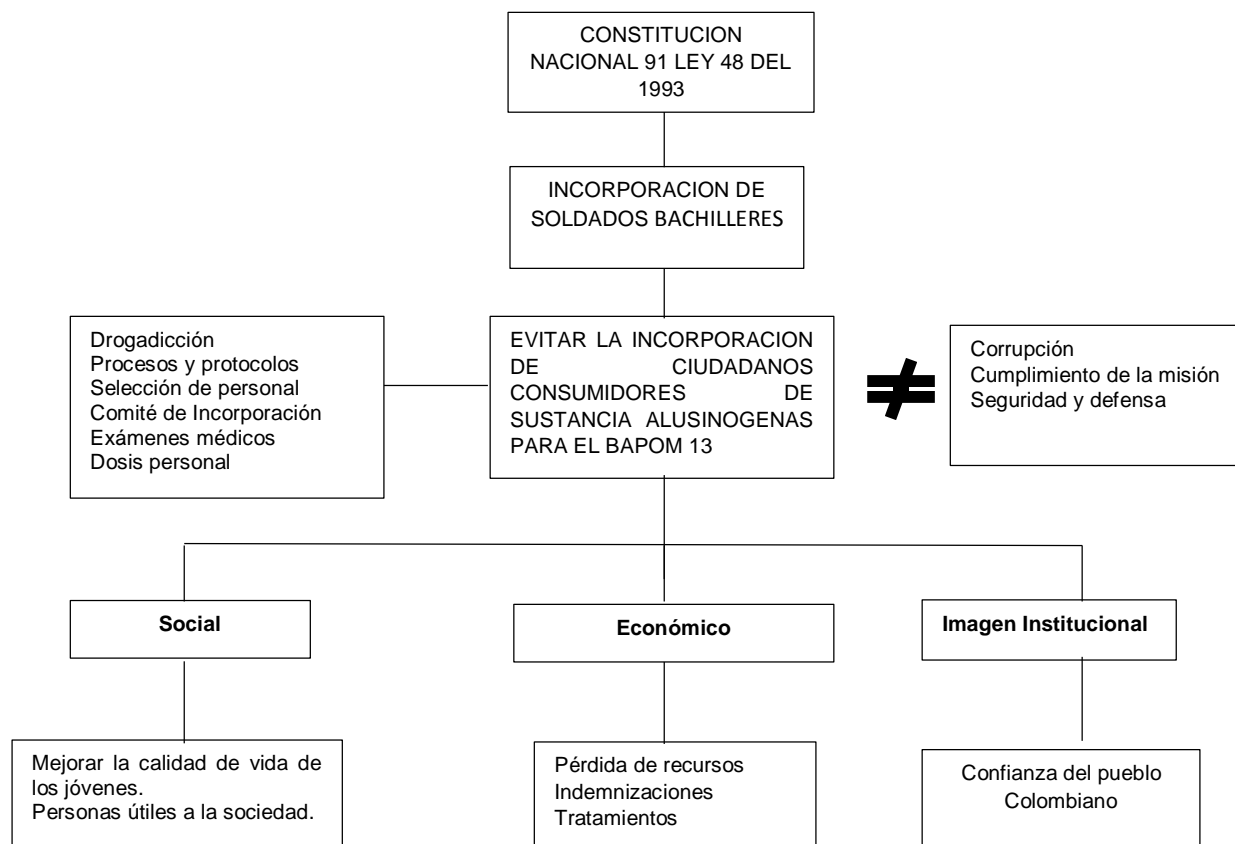 CONSTITUCION
NACIONAL 91 LEY 48 DEL
1993
INCORPORACION DE
SOLDADOS BACHILLERES
Drogadicción
Procesos y protocolos
Selección de personal
Comité de Incorporación
Exámenes médicos
Dosis personal
EVITAR LA INCORPORACION
DE CIUDADANOS
CONSUMIDORES DE
SUSTANCIA ALUSINOGENAS
PARA EL BAPOM 13
≠
Corrupción
Cumplimiento de la misión
Seguridad y defensa
Social
Económico
Imagen Institucional
Mejorar la calidad de vida de
los jóvenes.
Personas útiles a la sociedad.
Pérdida de recursos
Indemnizaciones
Tratamientos
Confianza del pueblo
Colombiano